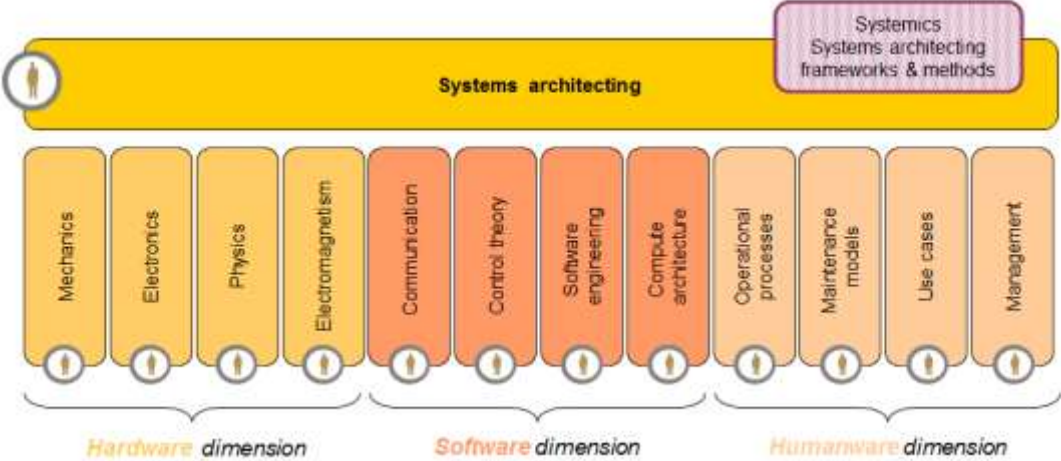 Systemics
Systems architecting
frameworks & methods
Systems architecting
Mechanics
Electronics
Physics
Electromagnetism
Communication
Control theory
Software
engineering
Compute
architecture
Operational
processes
Maintenance
models
Use cases
Management
Hardware dimension
Software dimension
Humanware dimension